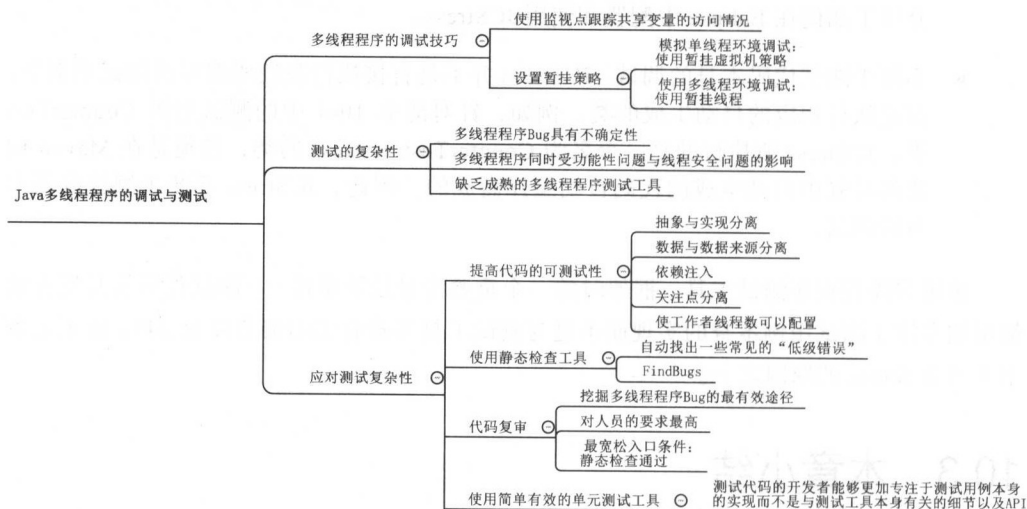 使用监视点跟踪共享变量的访问情况
多线程程序的调试技巧
模拟单线程环境调试：
使用暂挂虚拟机策略
设置暂挂策略
使用多线程环境调试：
使用暂挂线程
多线程程序Bug具有不确定性
测试的复杂性
多线程程序同时受功能性问题与线程安全问题的影响
缺乏成熟的多线程程序测试工具
Java多线程程序的调试与测试
抽象与实现分离
数据与数据来源分离
提高代码的可测试性
依赖注入
关注点分离
使工作者线程数可以配置
自动找出一些常见的“低级错误”
使用静态检查工具
FindBugs
应对测试复杂性
挖掘多线程程序Bug的最有效途径
代码复审
对人员的要求最高
最宽松入口条件：
静态检查通过
使用简单有效的单元测试工具
测试代码的开发者能够更加专注于测试用例本身
的实现而不是与测试工具本身有关的细节以及API